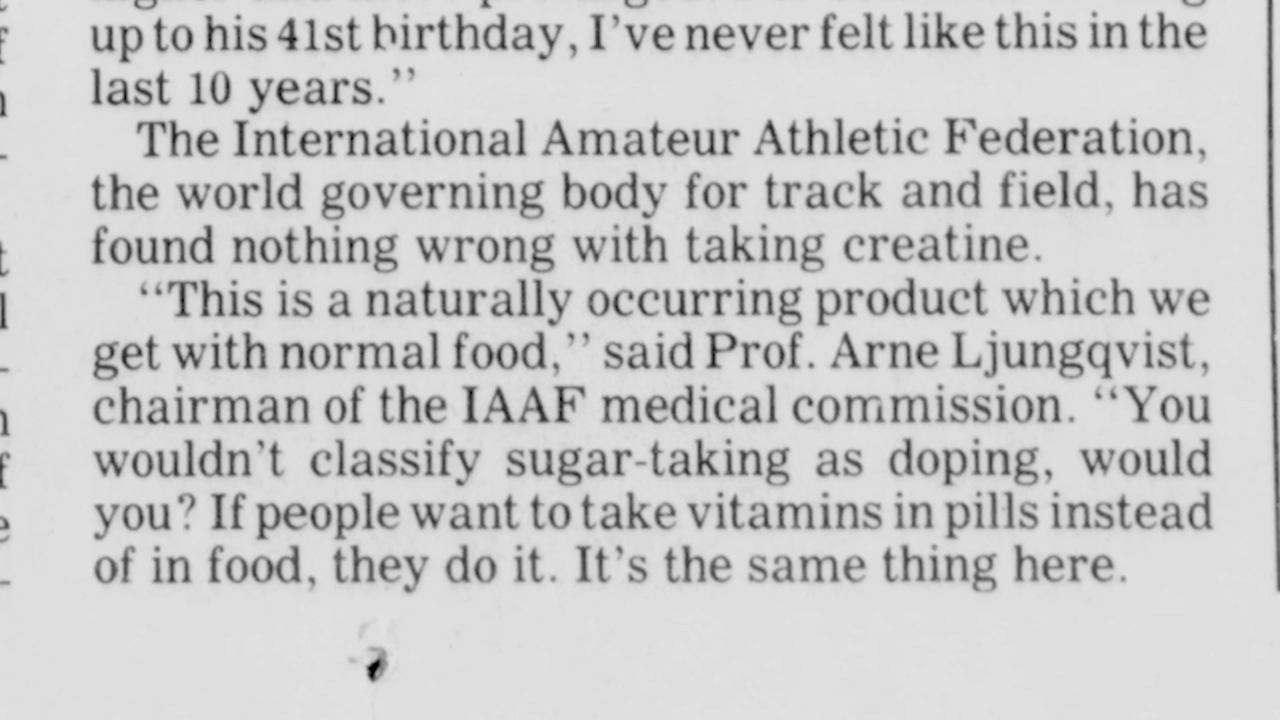 up to his 41st birthday, I've never felt like this in the
last 10 years.”
The International Amateur Athletic Federation,
the world governing body for track and field, has
found nothing wrong with taking creatine.
“This is a naturally occurring product which we
get with normal food,” said Prof. Arne Ljungqvist,
chairman of the IAAF medical commission. “You
wouldn't classify sugar-taking as doping, would
you? If people want to take vitamins in pills instead
of in food, they do it. It's the same thing here.